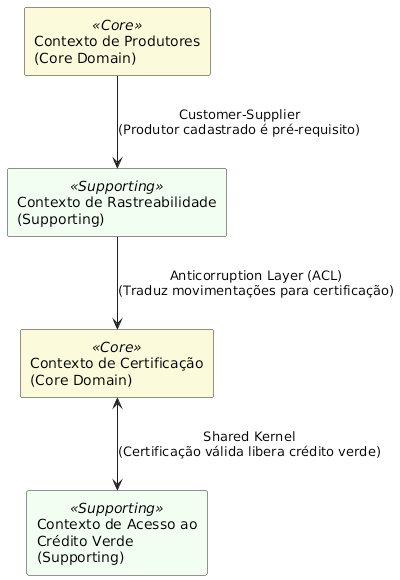 «Core»
Contexto de Produtores
(Core Domain)
Customer-Supplier
(Produtor cadastrado é pré-requisito)
«Supporting»
Contexto de Rastreabilidade
(Supporting)
Anticorruption Layer (ACL)
(Traduz movimentações para certificação)
«Core»
Contexto de Certificação
(Core Domain)
Shared Kernel
(Certificação válida libera crédito verde)
«Supporting»
Contexto de Acesso ao
Crédito Verde
(Supporting)